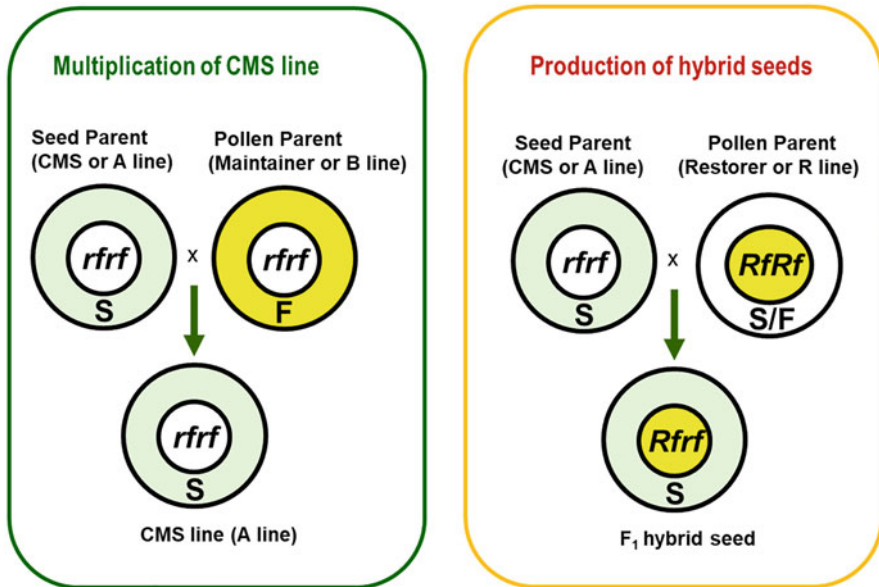 Multiplication of CMS line
Seed Parent
(CMS or A line)
Pollen Parent
(Maintainer or B line)
rfrf
S
x
rfrf
F
rfrf
S
CMS line (A line)
Production of hybrid seeds
Seed Parent
(CMS or A line)
Pollen Parent
(Restorer or R line)
rfrf
S
x
RfRf
S/F
Rfrf
S
F₁ hybrid seed